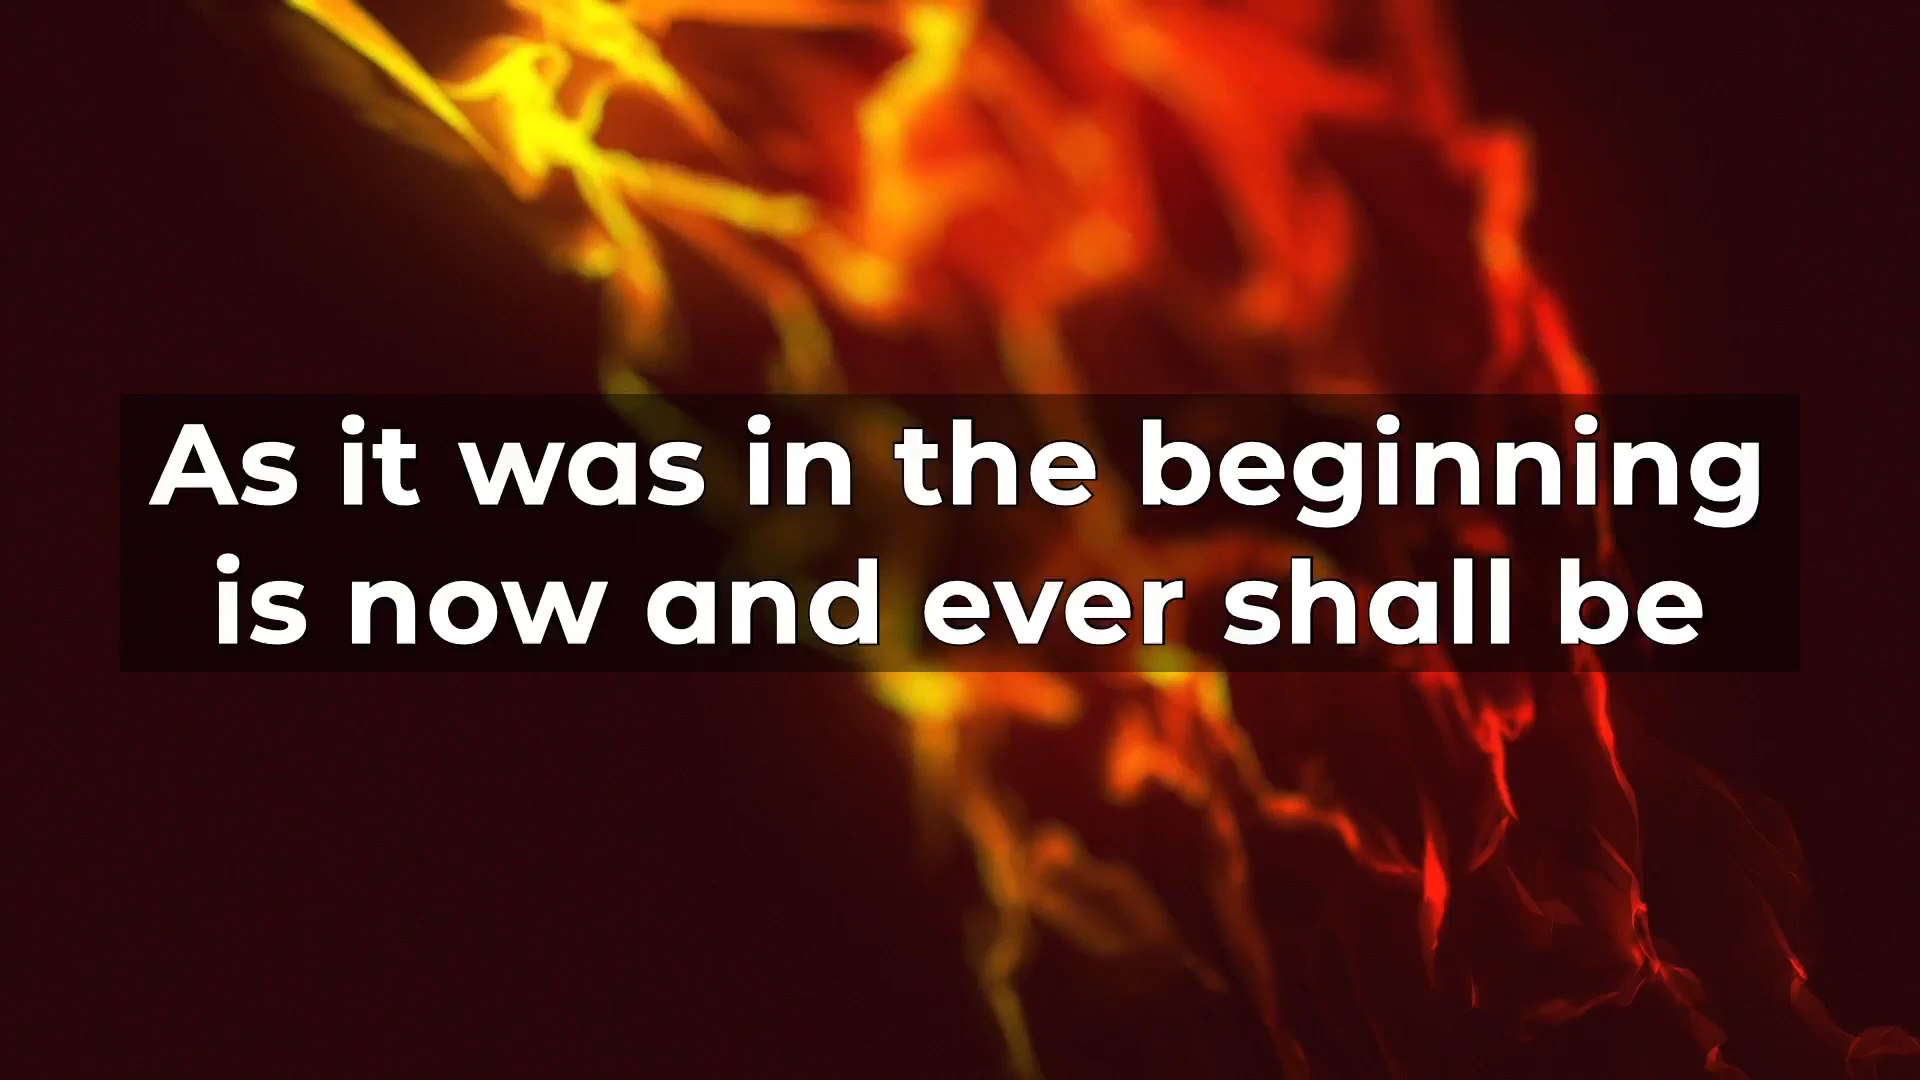 As it was in the beginning
is now and ever shall be